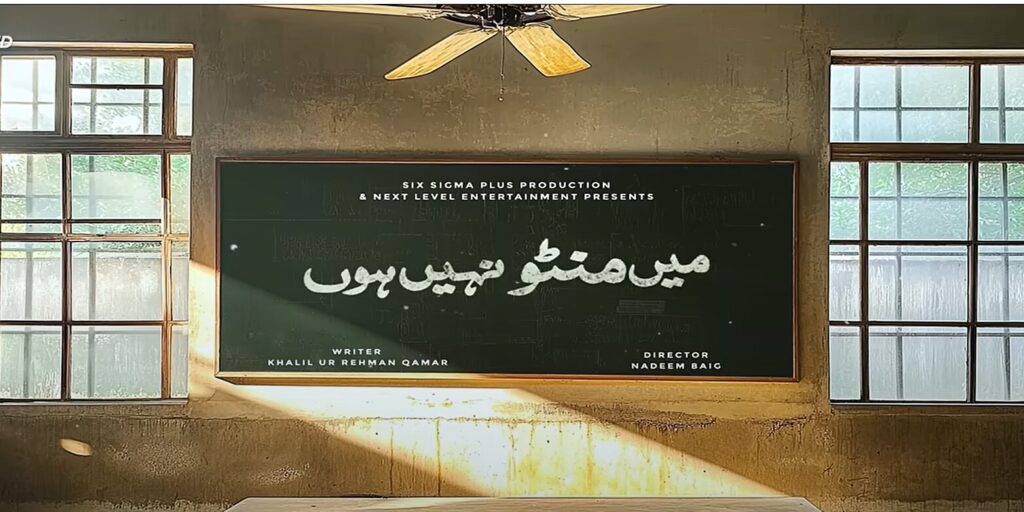 SIX SIGMA PLUS PRODUCTION
& NEXT LEVEL ENTERTAINMENT PRESENTS
میں منٹو نہیں ہوں
WRITER
KHALIL UR REHMAN QAMAR
DIRECTOR
NADEEM BAIG